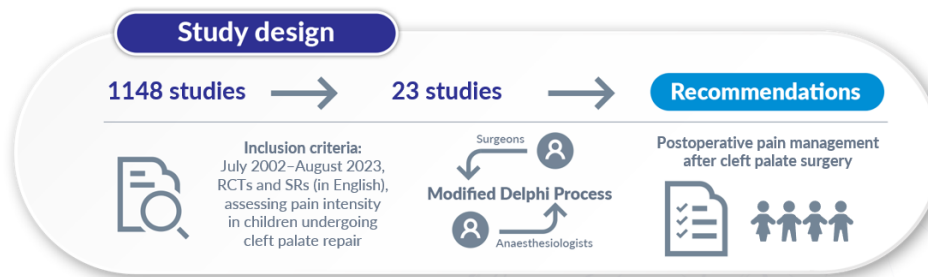 Study design
1148 studies
23 studies
Recommendations
Inclusion criteria:
July 2002–August 2023,
RCTs and SRs (in English),
assessing pain intensity
in children undergoing
cleft palate repair
Surgeons
Modified Delphi Process
Anaesthesiologists
Postoperative pain management
after cleft palate surgery